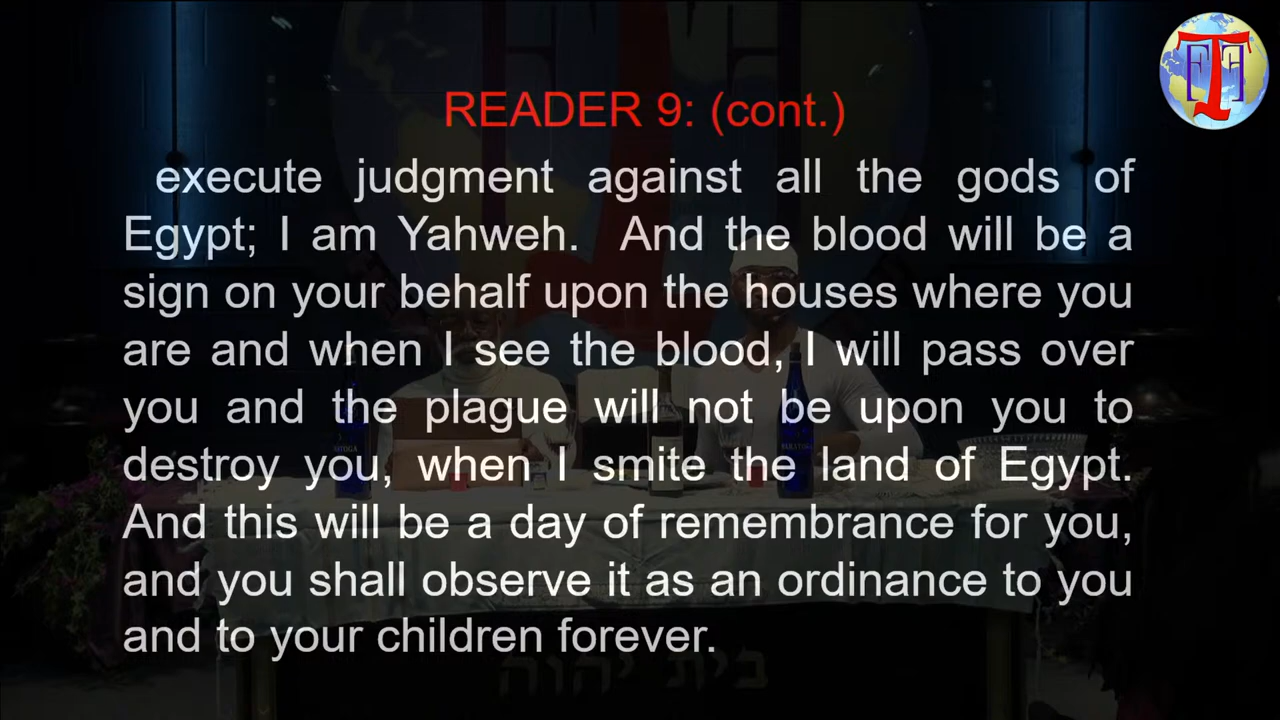 READER 9: (cont.)
execute judgment against all the gods of
Egypt; I am Yahweh. And the blood will be a
sign on your behalf upon the houses where you
are and when I see the blood, I will pass over
you and the plague will not be upon you to
destroy you, when I smite the land of Egypt.
And this will be a day of remembrance for you,
and you shall observe it as an ordinance to you
and to your children forever.
בית יהוה